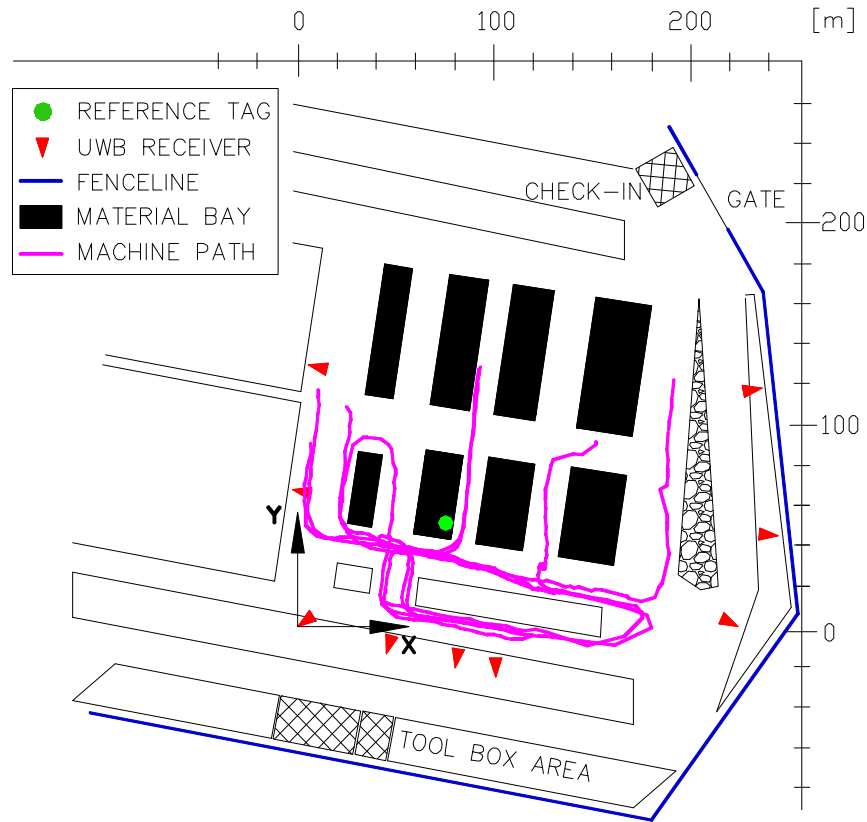 0 100 200 [m]
REFERENCE TAG
UWB RECEIVER
FENCELINE
MATERIAL BAY
MACHINE PATH
CHECK-IN
GATE
200
100
Y
0
X
TOOL BOX AREA